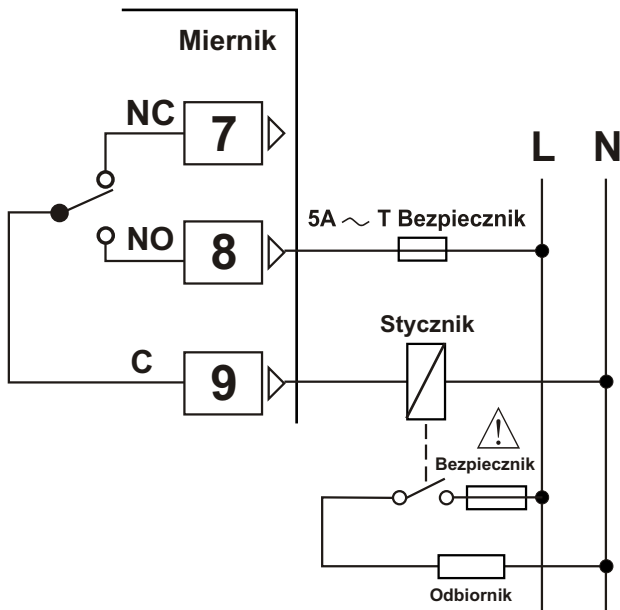 Miernik
NC
7
L N
NO
8
5A ～ T Bezpiecznik
Stycznik
C
9
!
Bezpiecznik
Odbiornik